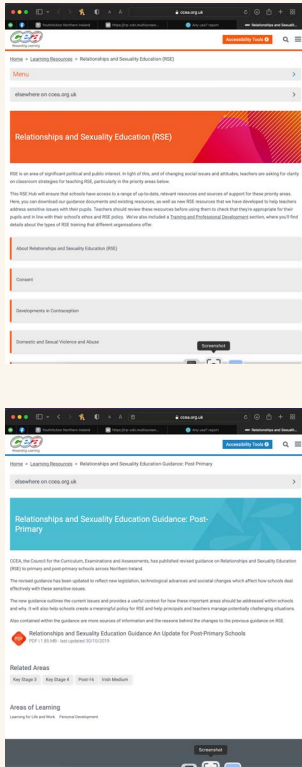 ccea.org.uk
Any use? report
Relationships and Sexuali...
Rewarding Learning
Accessibility Tools
Home > Learning Resources > Relationships and Sexuality Education (RSE)
Menu
elsewhere on ccea.org.uk
Relationships and Sexuality Education (RSE)
RSE is an area of significant political and public interest. In light of this, and of changing social issues and attitudes, teachers are asking for clarity
on classroom strategies for teaching RSE, particularly in the priority areas below.
This RSE Hub will ensure that schools have access to a range of up-to-date, relevant resources and sources of support for these priority areas.
Here, you can download our guidance documents and existing resources, as well as new RSE resources that we have developed to help teachers
address sensitive issues with their pupils. Teachers should review these resources before using them to check that they're appropriate for their
pupils and in line with their school's ethos and RSE policy. We've also included a Training and Professional Development section, where you'll find
details about the types of RSE training that different organisations offer.
About Relationships and Sexuality Education (RSE)
Consent
Developments in Contraception
Domestic and Sexual Violence and Abuse
Screenshot
ccea.org.uk
Any use? report
Relationships and Sexuali...
Rewarding Learning
Accessibility Tools
Home > Learning Resources > Relationships and Sexuality Education Guidance: Post Primary
elsewhere on ccea.org.uk
Relationships and Sexuality Education Guidance: Post-
Primary
CCEA, the Council for the Curriculum, Examinations and Assessments, has published revised guidance on Relationships and Sexuality Education
(RSE) to primary and post-primary schools across Northern Ireland.
The revised guidance has been updated to reflect new legislation, technological advances and societal changes which affect how schools deal
effectively with these sensitive issues.
The new guidance outlines the current issues and provides a useful context for how these important areas should be addressed within schools
and why. It will also help schools create a meaningful policy for RSE and help principals and teachers manage potentially challenging situations.
Also contained within the guidance are more sources of information and the reasons behind the changes to the previous guidance on RSE.
PDF
Relationships and Sexuality Education Guidance An Update for Post-Primary Schools
PDF | 1.95 MB · last updated 30/10/2019
Related Areas
Key Stage 3 Key Stage 4 Post-16 Irish Medium
Areas of Learning
Learning for Life and Work Personal Development
Screenshot